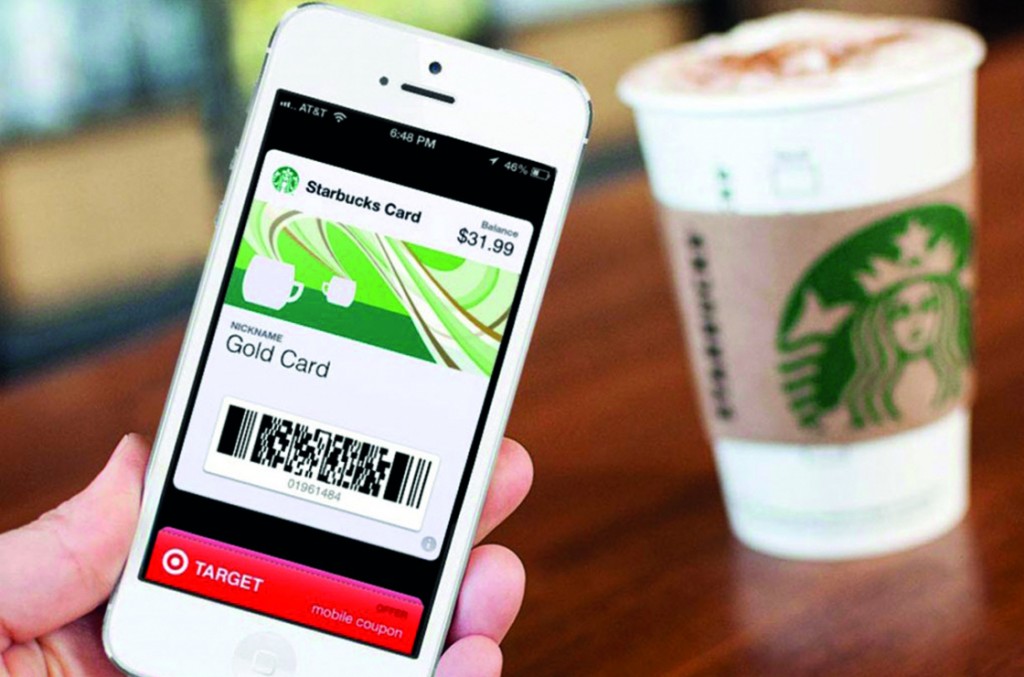 AT&T
6:48 PM
46%
Starbucks Card
Balance
$31.99
NICKNAME
Gold Card
01961484
TARGET
OFFER
mobile coupon